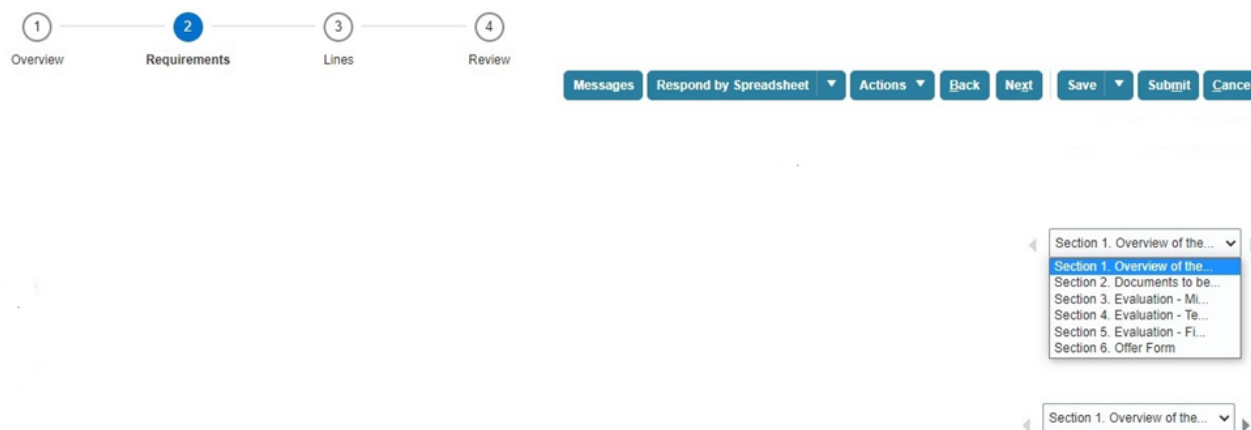 1 2 3 4
Overview Requirements Lines Review
Messages Respond by Spreadsheet Actions Back Next Save Submit Cance
Section 1. Overview of the...
Section 1. Overview of the...
Section 2. Documents to be...
Section 3. Evaluation - Mi...
Section 4. Evaluation - Te...
Section 5. Evaluation - Fi...
Section 6. Offer Form
Section 1. Overview of the...